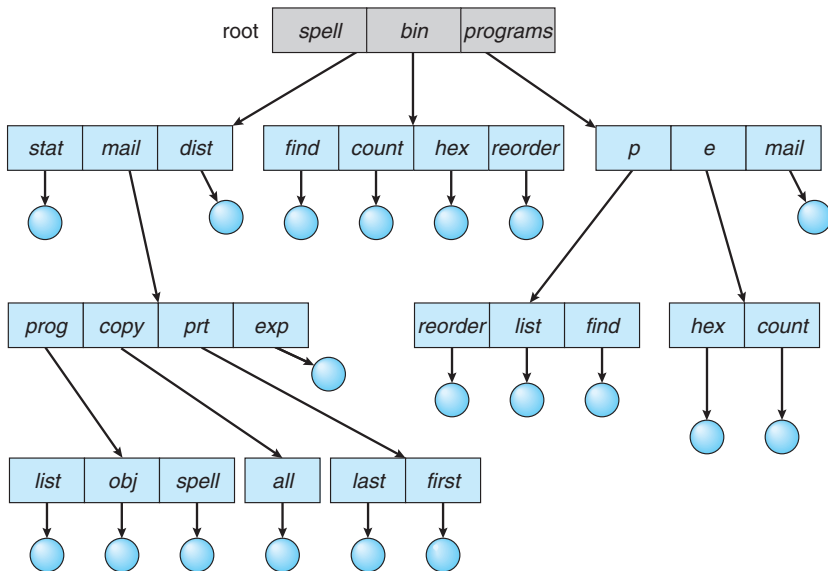 root spell bin programs
stat mail dist find count hex reorder p e mail
prog copy prt exp reorder list find hex count
list obj spell all last first